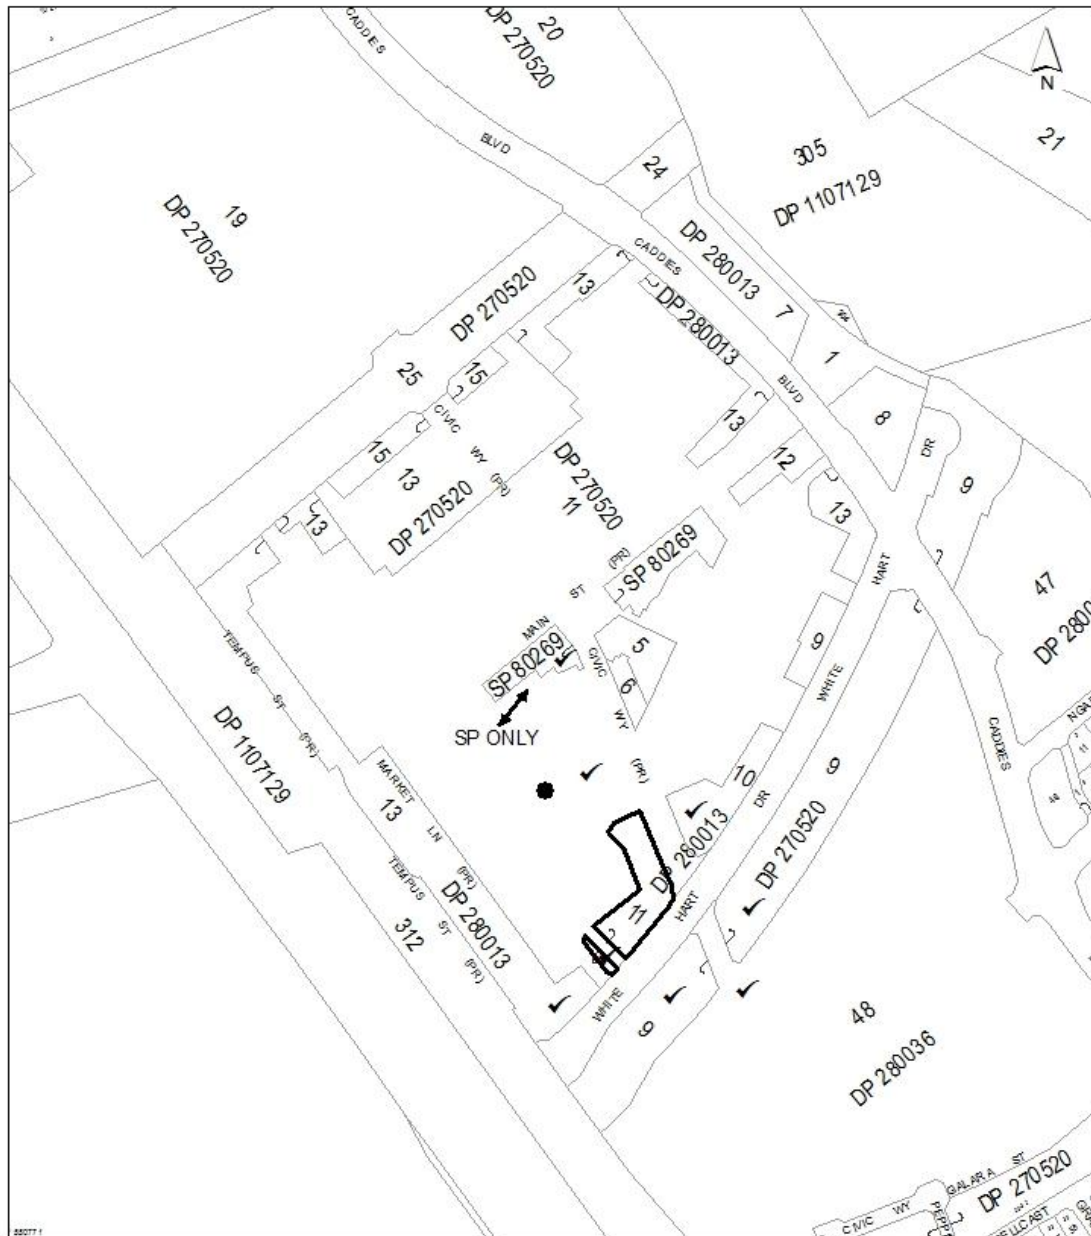 CADDIES
20
DP 270520
N
BLVD
24
305
DP 1107129
21
19
DP 270520
CADDIES
DP 280013
7
DP 270520
13
DP 280013
1
25
15
BLVD
8
CIVIC
WY
(PR)
15
13
DP 270520
13
13
12
DR
9
DP 270520
11
13
HART
(PR)
SP 80269
ST
MAIN
47
DP 2800
TEMPUS
ST
(PR)
SP 80269
CIVIC
5
6
WY
(PR)
9
WHITE
SP ONLY
CADDIES
DP 1107129
MARKET
LN
(PR)
13
10
DR
9
DP 280013
DP 270520
TEMPUS
ST
(PR)
DP 280013
312
11
HART
WHITE
9
48
DP 280036
44
GALARA ST
DP 270520
CIVIC WY